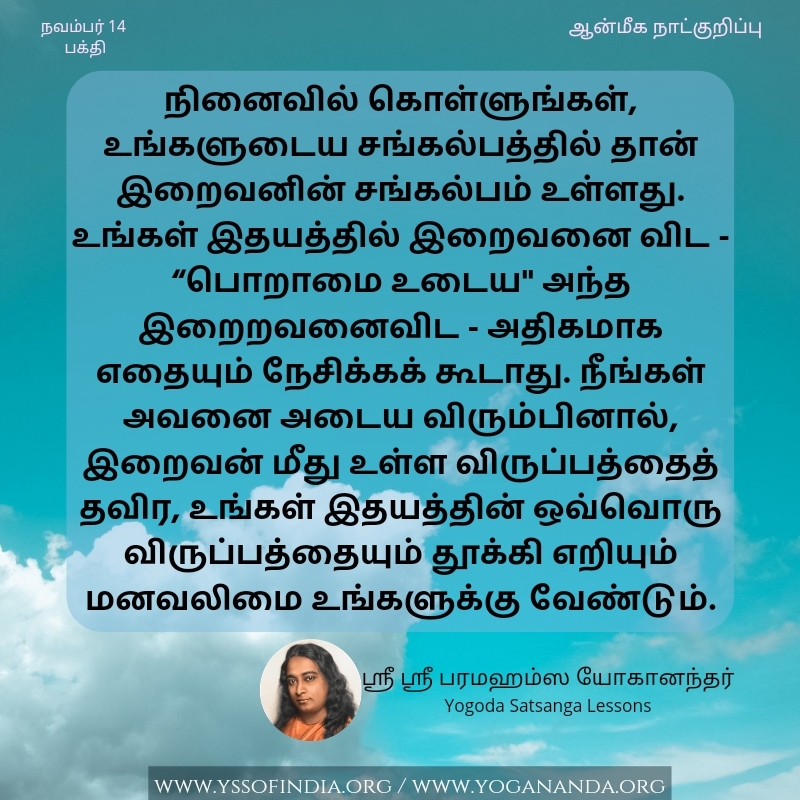 நவம்பர் 14
பக்தி
ஆன்மீக நாட்குறிப்பு
நினைவில் கொள்ளுங்கள்,
உங்களுடைய சங்கல்பத்தில் தான்
இறைவனின் சங்கல்பம் உள்ளது.
உங்கள் இதயத்தில் இறைவனை விட -
“பொறாமை உடைய" அந்த
இறைறவனைவிட - அதிகமாக
எதையும் நேசிக்கக் கூடாது. நீங்கள்
அவனை அடைய விரும்பினால்,
இறைவன் மீது உள்ள விருப்பத்தைத்
தவிர, உங்கள் இதயத்தின் ஒவ்வொரு
விருப்பத்தையும் தூக்கி எறியும்
மனவலிமை உங்களுக்கு வேண்டும்.
ஸ்ரீ ஸ்ரீ பரமஹம்ஸ யோகானந்தர்
Yogoda Satsanga Lessons
WWW.YSSOFINDIA.ORG / WWW.YOGANANDA.ORG